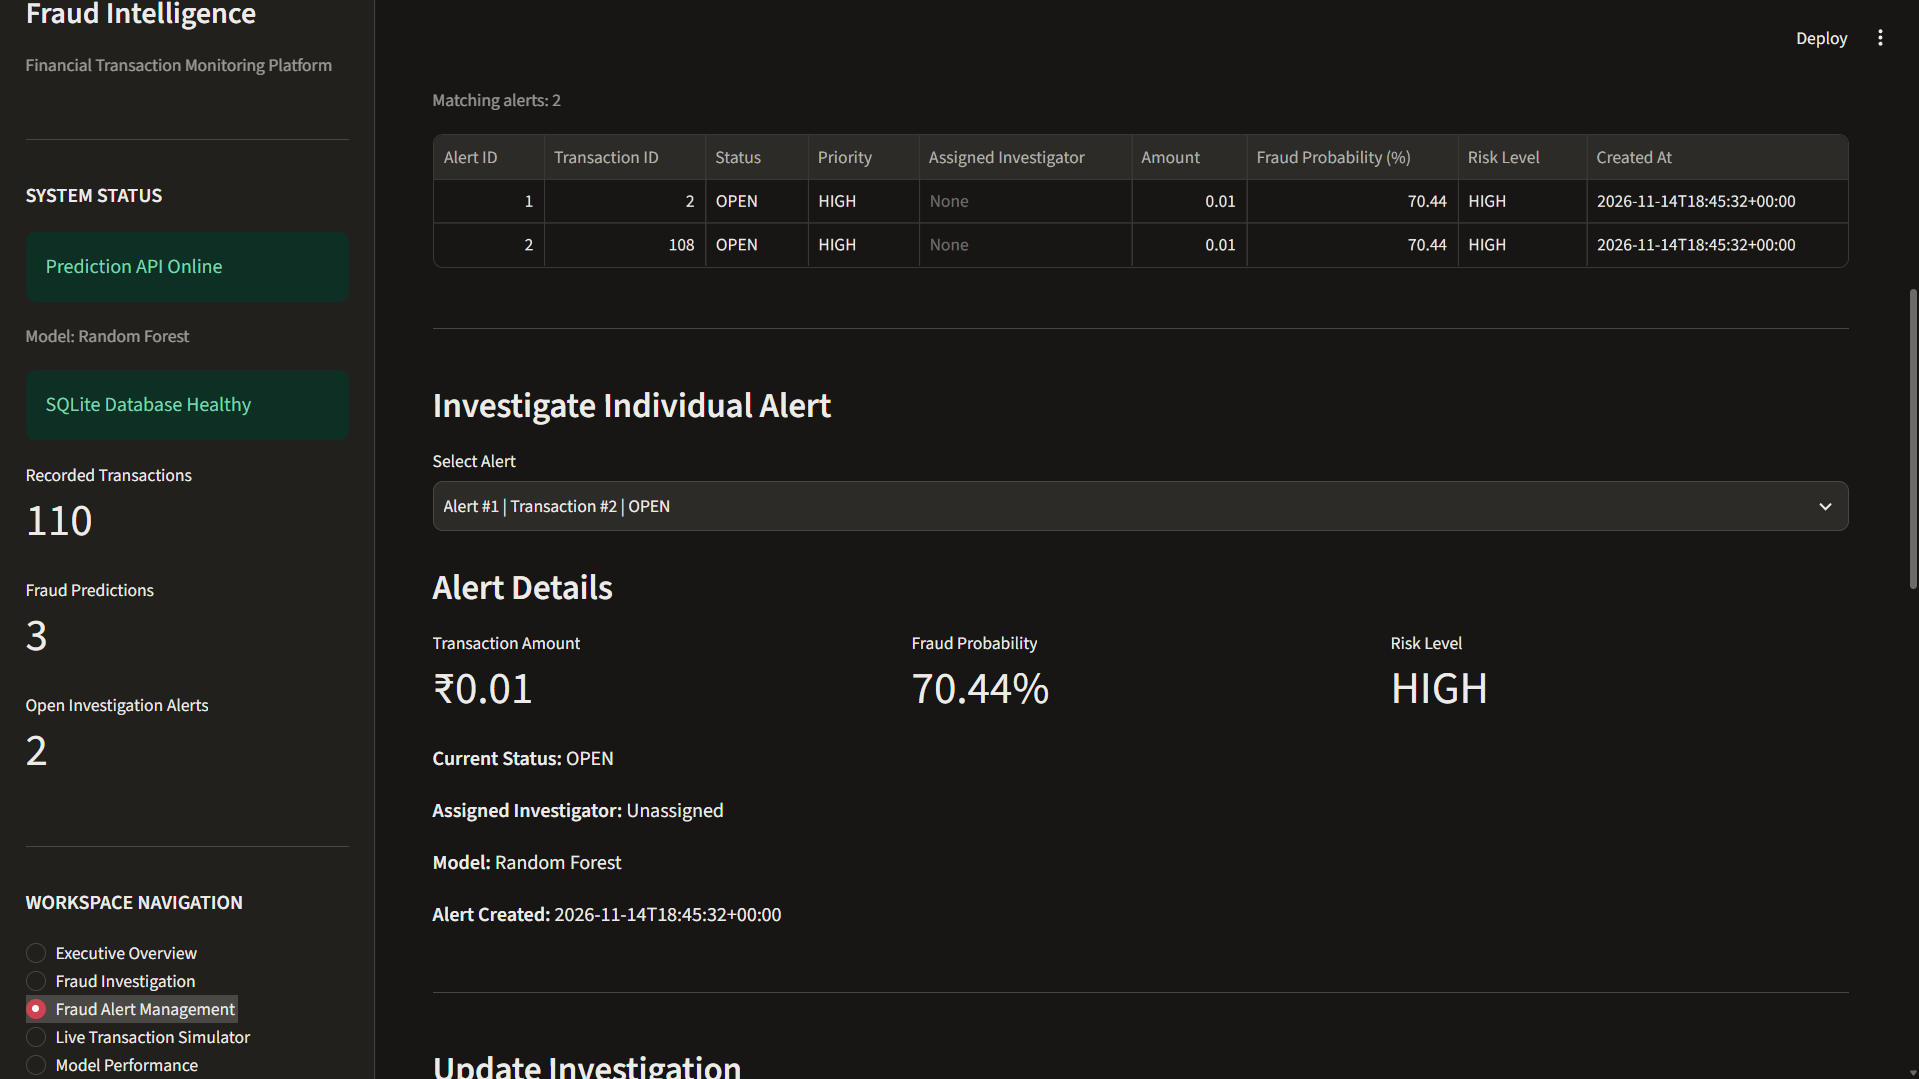 Fraud Intelligence
Financial Transaction Monitoring Platform
SYSTEM STATUS
Prediction API Online
Model: Random Forest
SQLite Database Healthy
Recorded Transactions
110
Fraud Predictions
3
Open Investigation Alerts
2
WORKSPACE NAVIGATION
Executive Overview
Fraud Investigation
Fraud Alert Management
Live Transaction Simulator
Model Performance
Deploy
Matching alerts: 2
Alert ID Transaction ID Status Priority Assigned Investigator Amount Fraud Probability (%) Risk Level Created At
1 2 OPEN HIGH None 0.01 70.44 HIGH 2026-11-14T18:45:32+00:00
2 108 OPEN HIGH None 0.01 70.44 HIGH 2026-11-14T18:45:32+00:00
Investigate Individual Alert
Select Alert
Alert #1 | Transaction #2 | OPEN
Alert Details
Transaction Amount Fraud Probability Risk Level
₹0.01 70.44% HIGH
Current Status: OPEN
Assigned Investigator: Unassigned
Model: Random Forest
Alert Created: 2026-11-14T18:45:32+00:00
Update Investigation